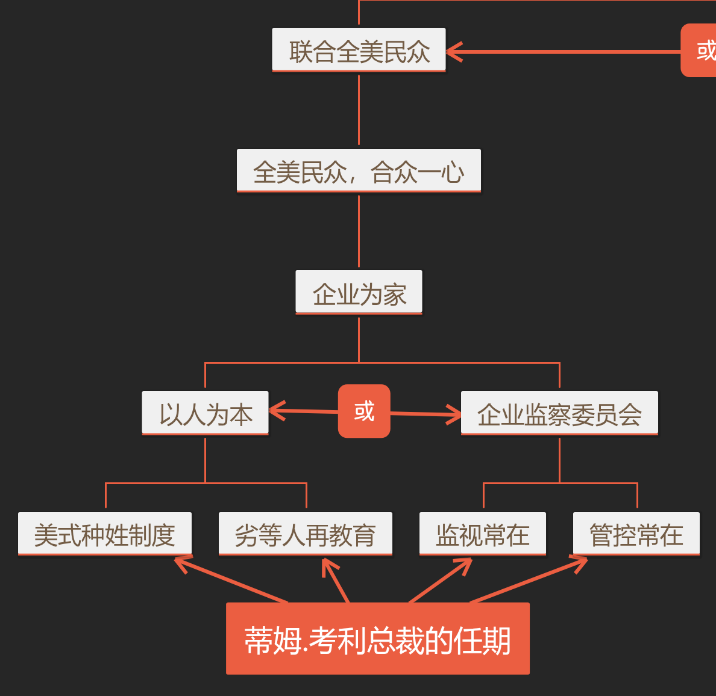 联合全美民众
或
全美民众，合众一心
企业为家
以人为本
或
企业监察委员会
美式种姓制度
劣等人再教育
监视常在
管控常在
蒂姆.考利总裁的任期